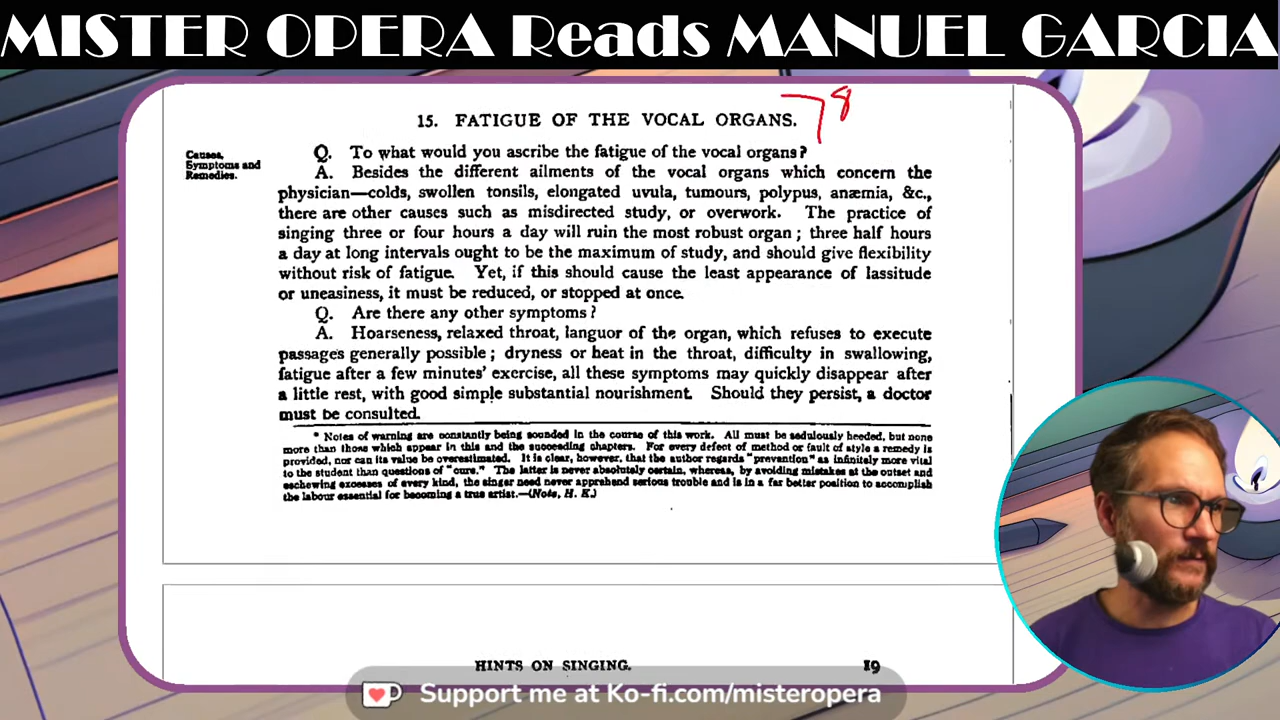 MISTER OPERA Reads MANUEL GARCIA
78
15. FATIGUE OF THE VOCAL ORGANS.
Causes,
Symptoms and
Remedies.
Q. To what would you ascribe the fatigue of the vocal organs?
A. Besides the different ailments of the vocal organs which concern the
physician—colds, swollen tonsils, elongated uvula, tumours, polypus, anæmia, &c.,
there are other causes such as misdirected study, or overwork. The practice of
singing three or four hours a day will ruin the most robust organ; three half hours
a day at long intervals ought to be the maximum of study, and should give flexibility
without risk of fatigue. Yet, if this should cause the least appearance of lassitude
or uneasiness, it must be reduced, or stopped at once.
Q. Are there any other symptoms?
A. Hoarseness, relaxed throat, languor of the organ, which refuses to execute
passages generally possible; dryness or heat in the throat, difficulty in swallowing,
fatigue after a few minutes' exercise, all these symptoms may quickly disappear after
a little rest, with good simple substantial nourishment. Should they persist, a doctor
must be consulted.
* Notes of warning are constantly being sounded in the course of this work. All must be sedulously heeded, but none
more than those which appear in this and the succeeding chapters. For every defect of method or fault of style a remedy is
provided, nor can its value be overestimated. It is clear, however, that the author regards "prevention" as infinitely more vital
to the student than questions of "cure." The latter is never absolutely certain, whereas, by avoiding mistakes at the outset and
eschewing excesses of every kind, the singer need never apprehend serious trouble and is in a far better position to accomplish
the labour essential for becoming a true artist.—(Note, H. K.)
HINTS ON SINGING. 19
Support me at Ko-fi.com/misteropera